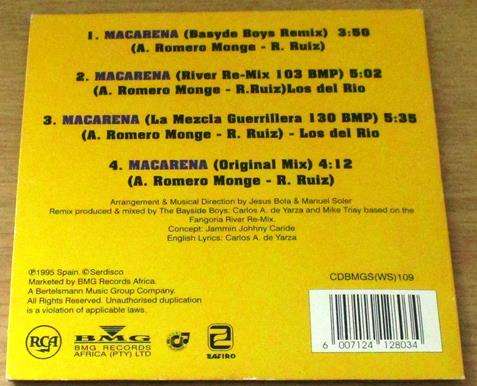 1. MACARENA (Basyde Boys Remix) 3:56
(A. Romero Monge - R. Ruiz)
2. MACARENA (River Re-Mix 103 BMP) 5:02
(A. Romero Monge - R.Ruiz)Los del Rio
3. MACARENA (La Mezcla Guerrillera 130 BMP) 5:35
(A. Romero Monge - R. Ruiz) - Los del Rio
4. MACARENA (Original Mix) 4:12
(A. Romero Monge - R. Ruiz)
Arrangement & Musical Direction by Jesus Bola & Manuel Soler
Remix produced & mixed by The Bayside Boys: Carlos A. de Yarza and Mike Triay based on the
Fangoria River Re-Mix.
Concept: Jammin Johhny Caride
English Lyrics: Carlos A. de Yarza
℗1995 Spain. © Serdisco
Marketed by BMG Records Africa.
A Bertelsmann Music Group Company.
All Rights Reserved. Unauthorised duplication
is a violation of applicable laws.
CDBMGS(WS)109
RCA
BMG
BMG RECORDS
AFRICA (PTY) LTD
ZAFIRO
6 007124 128034